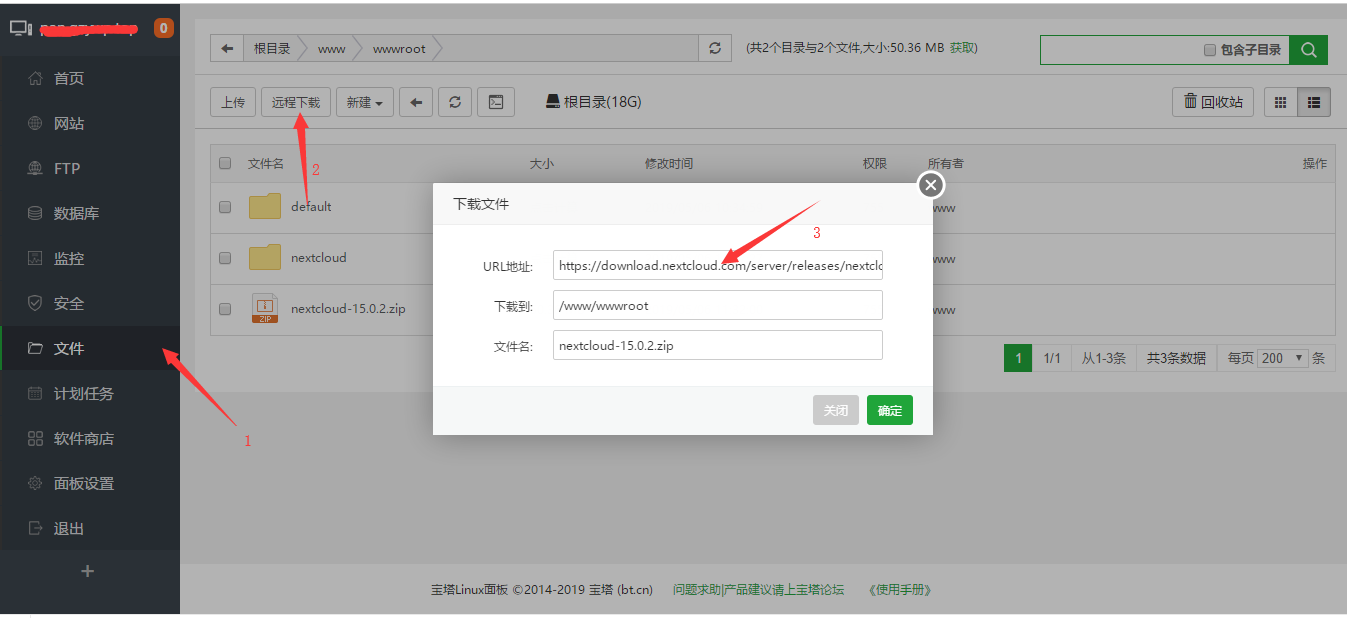 0
首页
网站
FTP
数据库
监控
安全
文件
计划任务
软件商店
面板设置
退出
+
根目录 www wwwroot (共2个目录与2个文件,大小:50.36 MB 获取) 包含子目录
上传 远程下载 新建 根目录(18G) 回收站
文件名 大小 修改时间 权限 所有者 操作
default www
nextcloud www
nextcloud-15.0.2.zip www
ZIP
1 1/1 从1-3条 共3条数据 每页 200 条
下载文件
URL地址: https://download.nextcloud.com/server/releases/nextclo
下载到: /www/wwwroot
文件名: nextcloud-15.0.2.zip
关闭 确定
1
2
3
宝塔Linux面板 ©2014-2019 宝塔 (bt.cn) 问题求助|产品建议请上宝塔论坛 《使用手册》